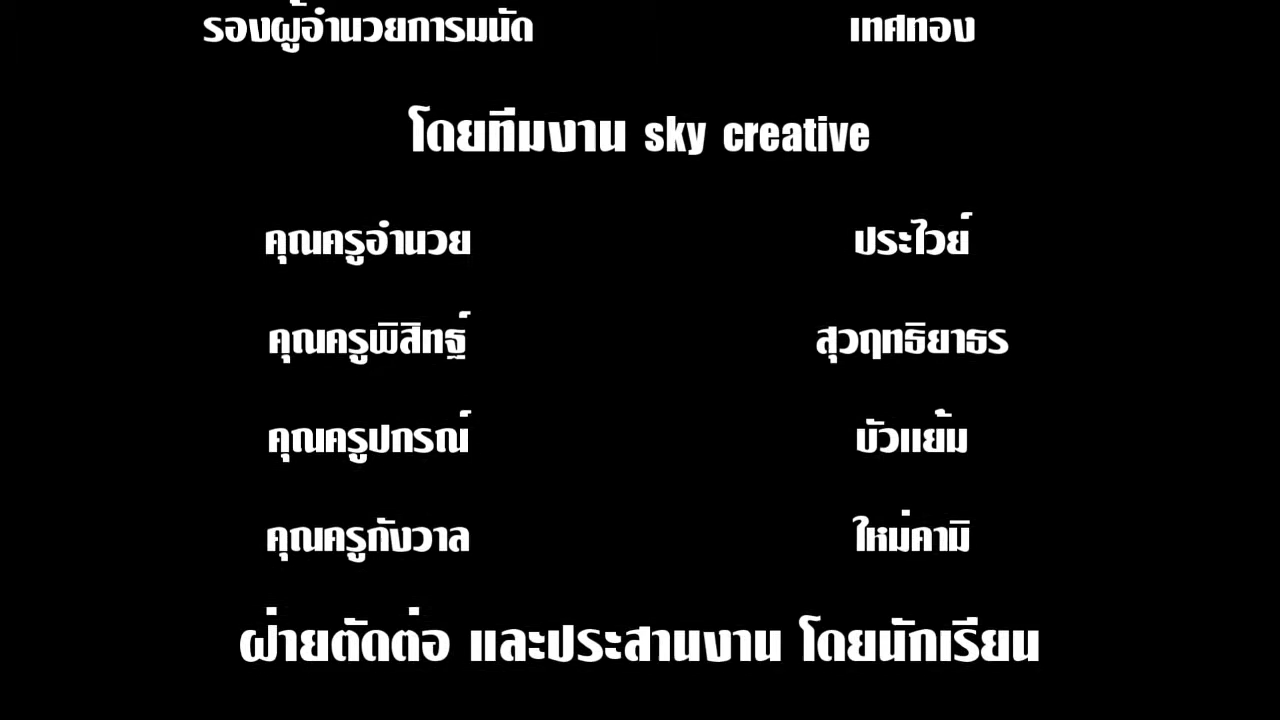 รองผู้อำนวยการมนัด เทศทอง
โดยทีมงาน sky creative
คุณครูอำนวย ประไวย์
คุณครูพิสิทฐ์ สุวฤทธิยาธร
คุณครูปกรณ์ บัวแย้ม
คุณครูกังวาล ใหม่คามิ
ฝ่ายตัดต่อ และประสานงาน โดยนักเรียน